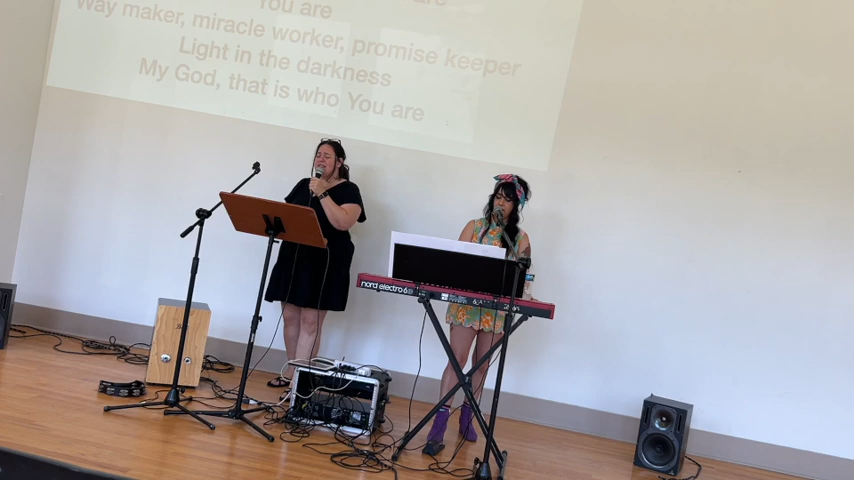 You are
Way maker, miracle worker, promise keeper
Light in the darkness
My God, that is who You are
nord electro 6